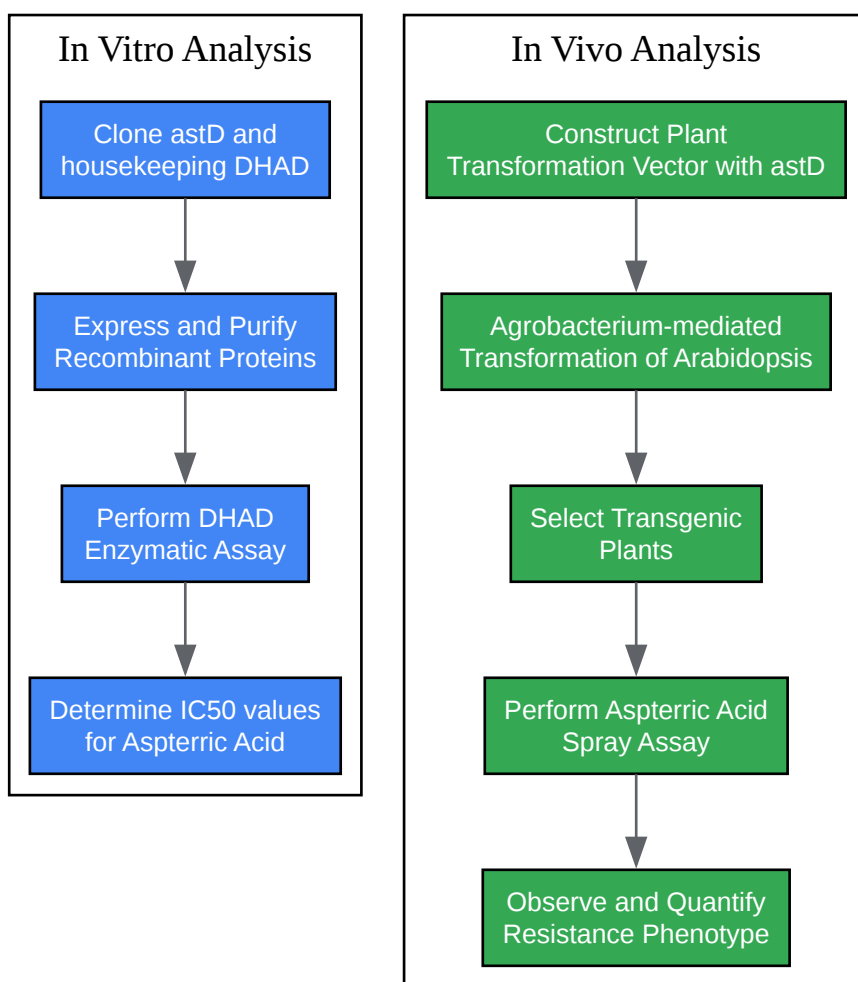 In Vitro Analysis
Clone astD and
housekeeping DHAD
Express and Purify
Recombinant Proteins
Perform DHAD
Enzymatic Assay
Determine IC50 values
for Aspterric Acid
In Vivo Analysis
Construct Plant
Transformation Vector with astD
Agrobacterium-mediated
Transformation of Arabidopsis
Select Transgenic
Plants
Perform Aspterric Acid
Spray Assay
Observe and Quantify
Resistance Phenotype